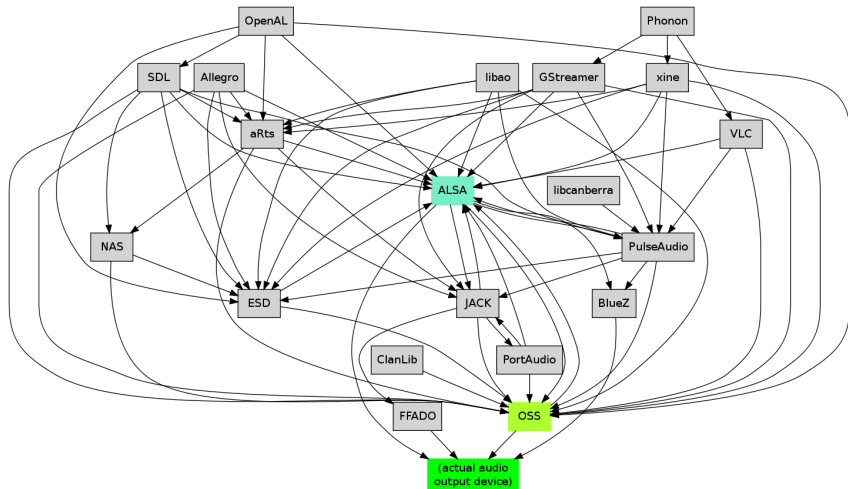 OpenAL
Phonon
SDL
Allegro
libao
GStreamer
xine
aRts
VLC
ALSA
libcanberra
NAS
PulseAudio
ESD
JACK
BlueZ
ClanLib
PortAudio
FFADO
OSS
(actual audio
output device)